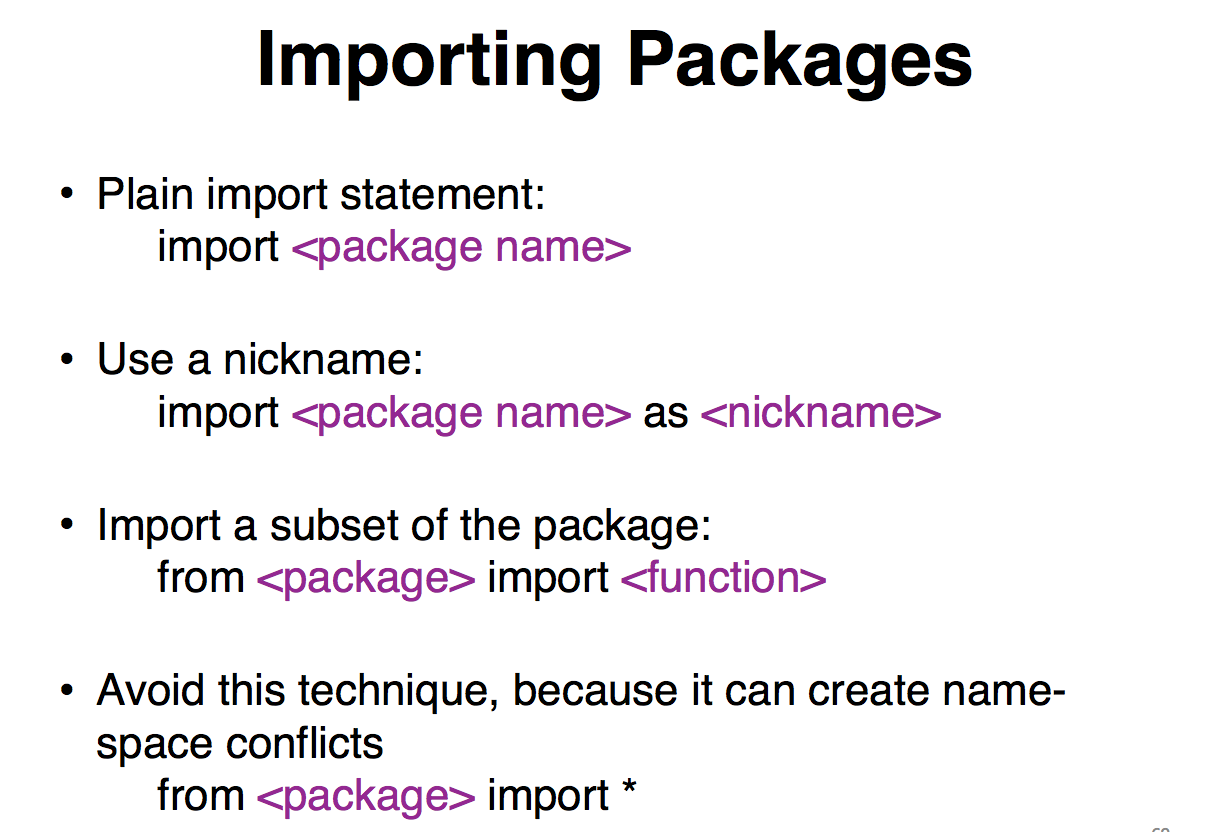 Importing Packages
• Plain import statement:
import <package name>
• Use a nickname:
import <package name> as <nickname>
• Import a subset of the package:
from <package> import <function>
• Avoid this technique, because it can create name-
space conflicts
from <package> import *